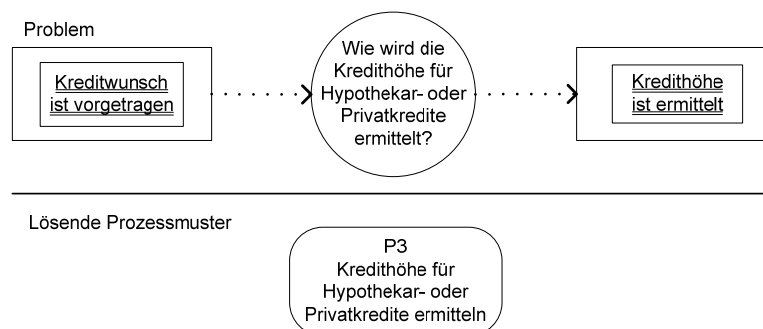 Problem
Kreditwunsch
ist vorgetragen
Wie wird die
Kredithöhe für
Hypothekar- oder
Privatkredite
ermittelt?
Kredithöhe
ist ermittelt
Lösende Prozessmuster
P3
Kredithöhe für
Hypothekar- oder
Privatkredite ermitteln